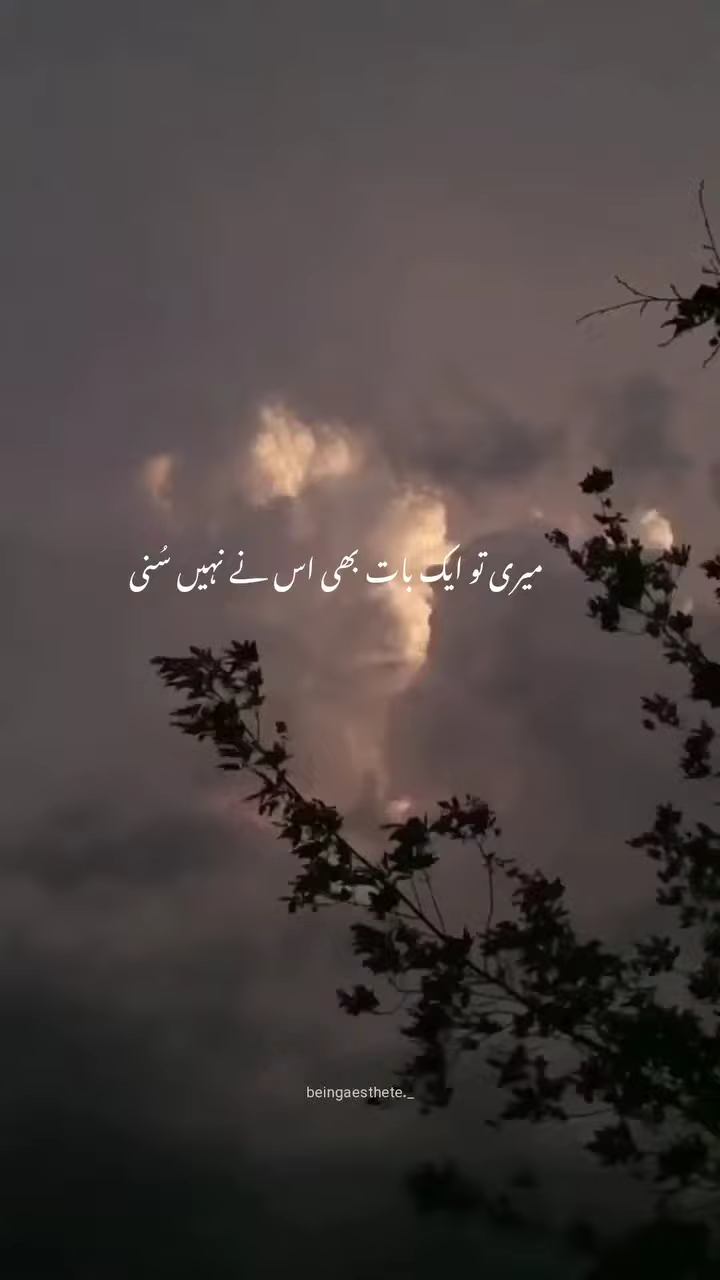 میری تو ایک بات بھی اس نے نہیں سُنی
beingaesthete._